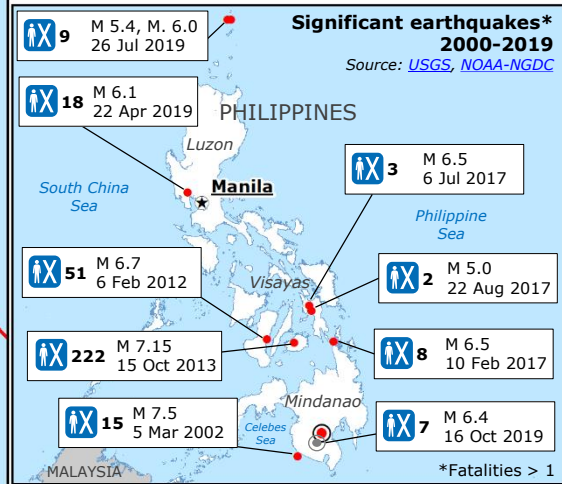 Significant earthquakes*
2000-2019
Source: USGS, NOAA-NGDC
9 M 5.4, M. 6.0
26 Jul 2019
18 M 6.1
22 Apr 2019
PHILIPPINES
Luzon
South China
Sea
Manila
3 M 6.5
6 Jul 2017
Philippine
Sea
51 M 6.7
6 Feb 2012
Visayas
2 M 5.0
22 Aug 2017
222 M 7.15
15 Oct 2013
8 M 6.5
10 Feb 2017
Mindanao
15 M 7.5
5 Mar 2002
Celebes
Sea
7 M 6.4
16 Oct 2019
MALAYSIA
*Fatalities > 1